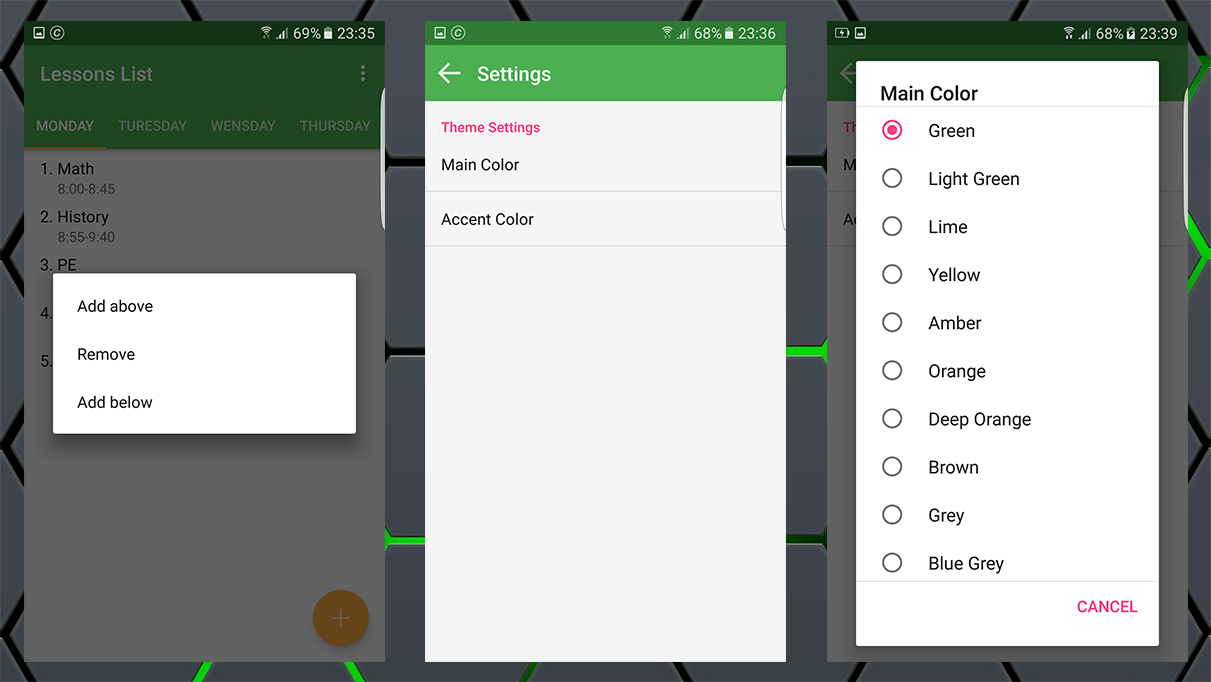 69% 23:35
Lessons List
MONDAY TURESDAY WENSDAY THURSDAY
1. Math
8:00-8:45
2. History
8:55-9:40
3. PE
4.
5.
Add above
Remove
Add below
68% 23:36
Settings
Theme Settings
Main Color
Accent Color
68% 23:39
Th
M
Ac
Main Color
Green
Light Green
Lime
Yellow
Amber
Orange
Deep Orange
Brown
Grey
Blue Grey
CANCEL